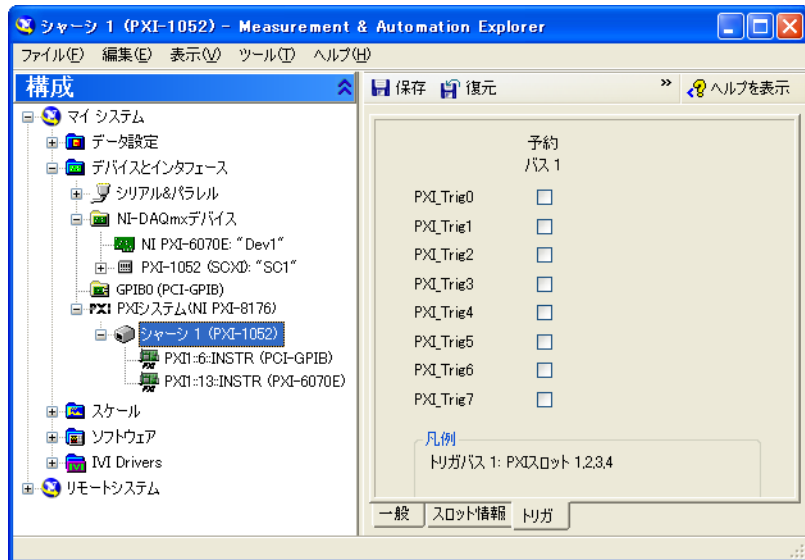 シャーシ 1 (PXI-1052) - Measurement & Automation Explorer
ファイル(F) 編集(E) 表示(V) ツール(T) ヘルプ(H)
構成
マイ システム
データ設定
デバイスとインタフェース
シリアル&パラレル
NI-DAQmxデバイス
NI PXI-6070E: "Dev1"
PXI-1052 (SCXI): "SC1"
GPIB0 (PCI-GPIB)
PXI PXIシステム(NI PXI-8176)
シャーシ 1 (PXI-1052)
PXI1::6::INSTR (PCI-GPIB)
PXI1::13::INSTR (PXI-6070E)
スケール
ソフトウェア
IVI Drivers
リモートシステム
保存 復元 » ヘルプを表示
予約
バス 1
PXI_Trig0
PXI_Trig1
PXI_Trig2
PXI_Trig3
PXI_Trig4
PXI_Trig5
PXI_Trig6
PXI_Trig7
凡例
トリガバス 1: PXIスロット 1,2,3,4
一般 スロット情報 トリガ